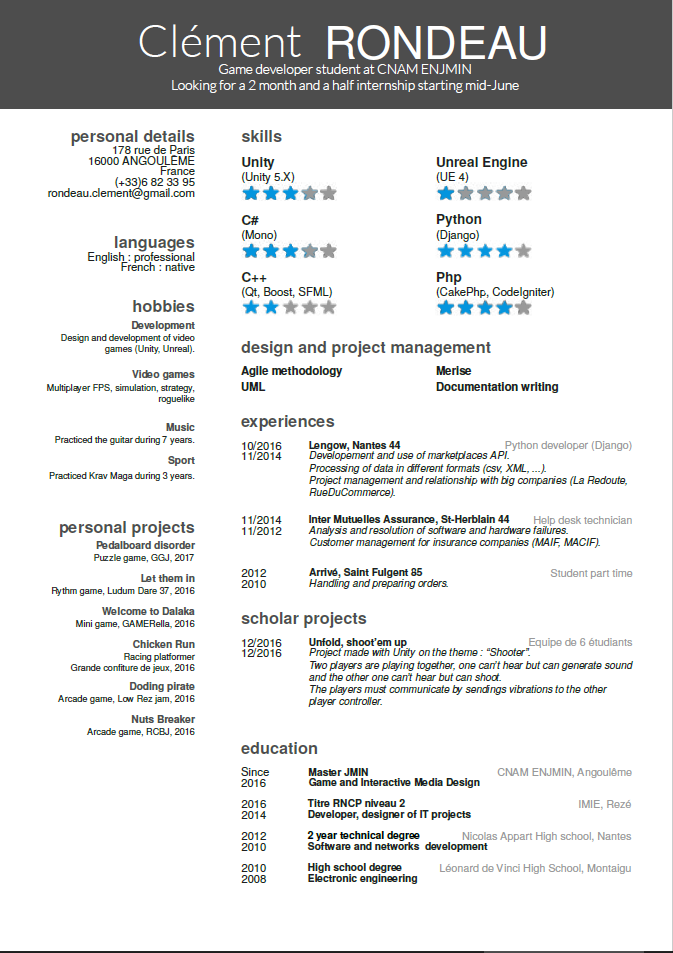 Clément RONDEAU
Game developer student at CNAM ENJMIN
Looking for a 2 month and a half internship starting mid-June
personal details
178 rue de Paris
16000 ANGOULÊME
France
(+33)6 82 33 95
rondeau.clement@gmail.com
languages
English : professional
French : native
hobbies
Development
Design and development of video
games (Unity, Unreal).
Video games
Multiplayer FPS, simulation, strategy,
roguelike
Music
Practiced the guitar during 7 years.
Sport
Practiced Krav Maga during 3 years.
personal projects
Pedalboard disorder
Puzzle game, GGJ, 2017
Let them in
Rythm game, Ludum Dare 37, 2016
Welcome to Dalaka
Mini game, GAMERella, 2016
Chicken Run
Racing platformer
Grande confiture de jeux, 2016
Doding pirate
Arcade game, Low Rez jam, 2016
Nuts Breaker
Arcade game, RCBJ, 2016
skills
Unity
(Unity 5.X)
Unreal Engine
(UE 4)
C#
(Mono)
Python
(Django)
C++
(Qt, Boost, SFML)
Php
(CakePhp, CodeIgniter)
design and project management
Agile methodology Merise
UML Documentation writing
experiences
10/2016 Lengow, Nantes 44 Python developer (Django)
11/2014 Developement and use of marketplaces API.
Processing of data in different formats (csv, XML, ...).
Project management and relationship with big companies (La Redoute,
RueDuCommerce).
11/2014 Inter Mutuelles Assurance, St-Herblain 44 Help desk technician
11/2012 Analysis and resolution of software and hardware failures.
Customer management for insurance companies (MAIF, MACIF).
2012 Arrivé, Saint Fulgent 85 Student part time
2010 Handling and preparing orders.
scholar projects
12/2016 Unfold, shoot'em up Equipe de 6 étudiants
12/2016 Project made with Unity on the theme : “Shooter”.
Two players are playing together, one can't hear but can generate sound
and the other one can't hear but can shoot.
The players must communicate by sendings vibrations to the other
player controller.
education
Since Master JMIN CNAM ENJMIN, Angoulême
2016 Game and Interactive Media Design
2016 Titre RNCP niveau 2 IMIE, Rezé
2014 Developer, designer of IT projects
2012 2 year technical degree Nicolas Appart High school, Nantes
2010 Software and networks development
2010 High school degree Léonard de Vinci High School, Montaigu
2008 Electronic engineering